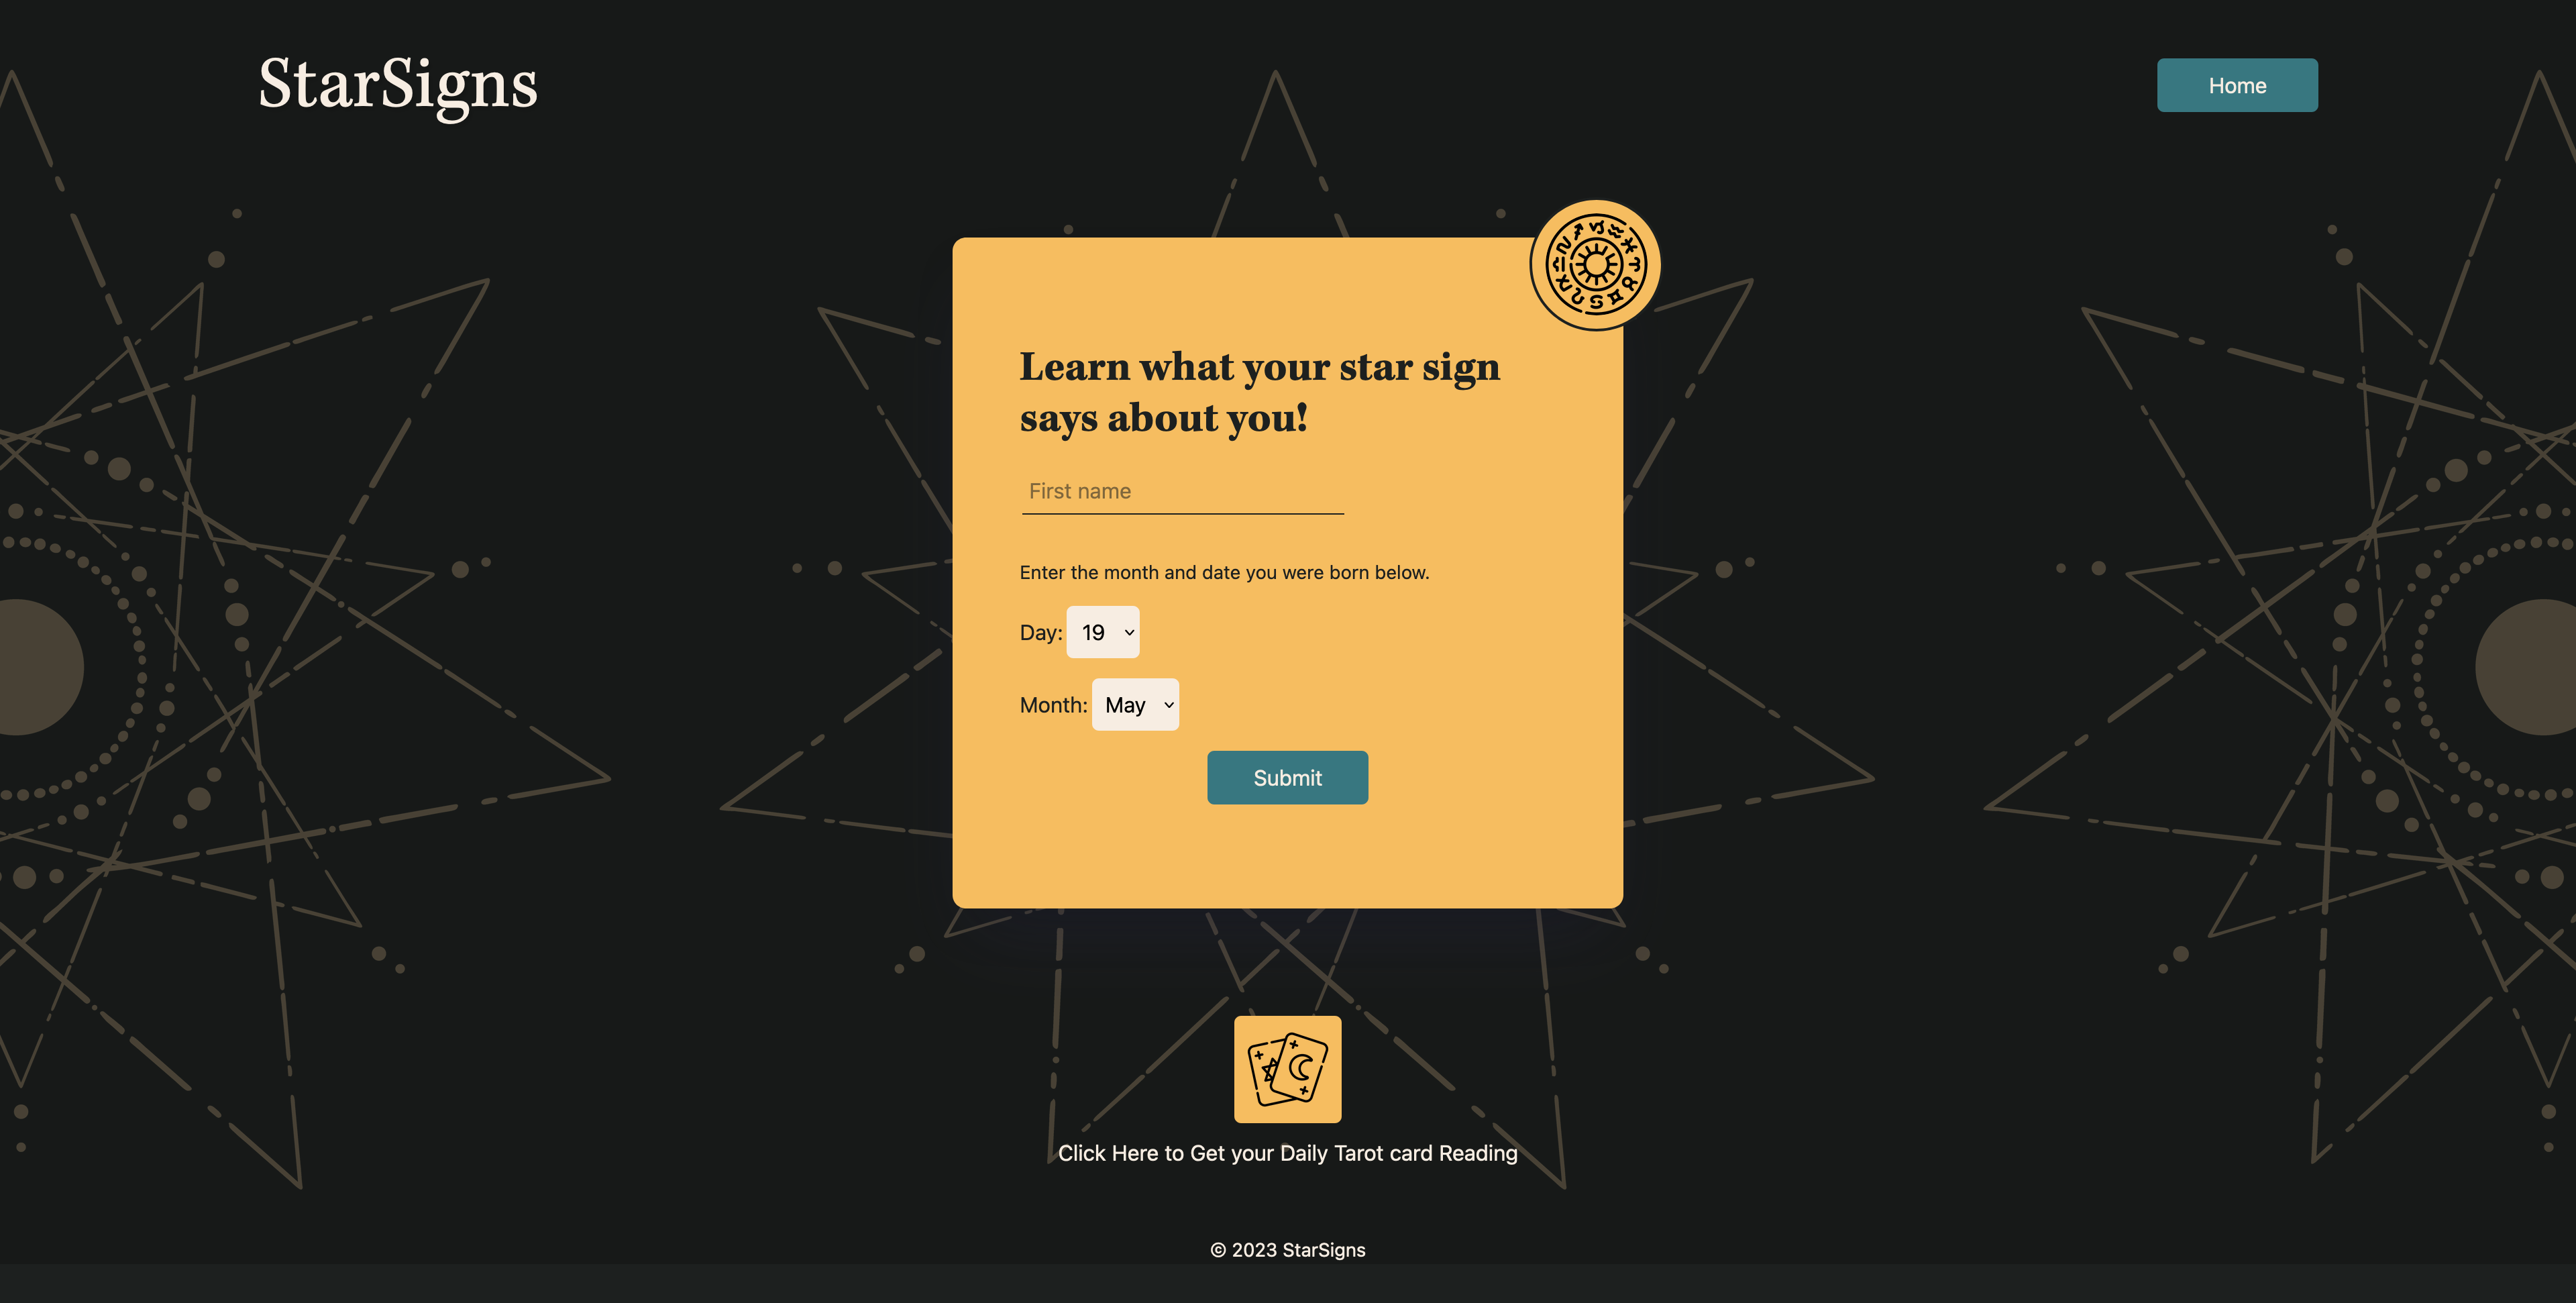 StarSigns
Home
Learn what your star sign
says about you!
First name
Enter the month and date you were born below.
Day: 19
Month: May
Submit
Click Here to Get your Daily Tarot card Reading
© 2023 StarSigns